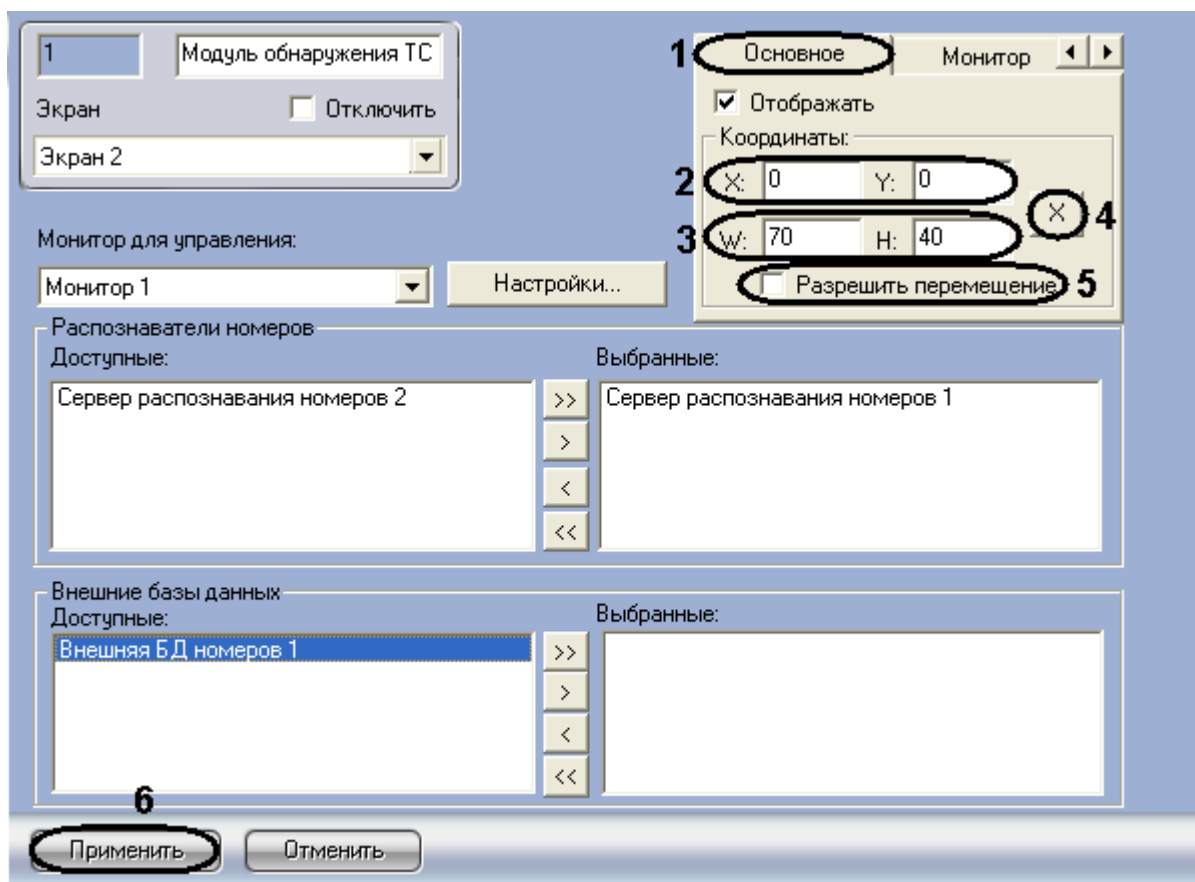 1
Модуль обнаружения ТС
Экран
Отключить
Экран 2
Монитор для управления:
Монитор 1
Настройки...
1
Основное
Монитор
Отображать
Координаты:
2
X: 0 Y: 0
3
W: 70 H: 40
X
4
Разрешить перемещение
5
Распознаватели номеров
Доступные:
Выбранные:
Сервер распознавания номеров 2
>>
>
<
<<
Сервер распознавания номеров 1
Внешние базы данных
Доступные:
Выбранные:
Внешняя БД номеров 1
>>
>
<
<<
6
Применить
Отменить